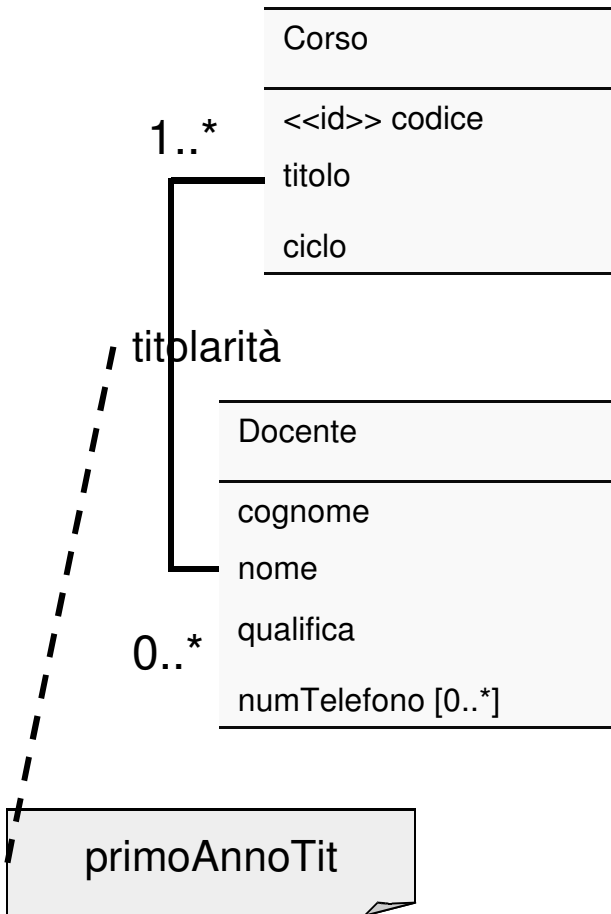 Corso
1..*
<<id>> codice
titolo
ciclo
titolarità
Docente
cognome
nome
0..*
qualifica
numTelefono [0..*]
primoAnnoTit